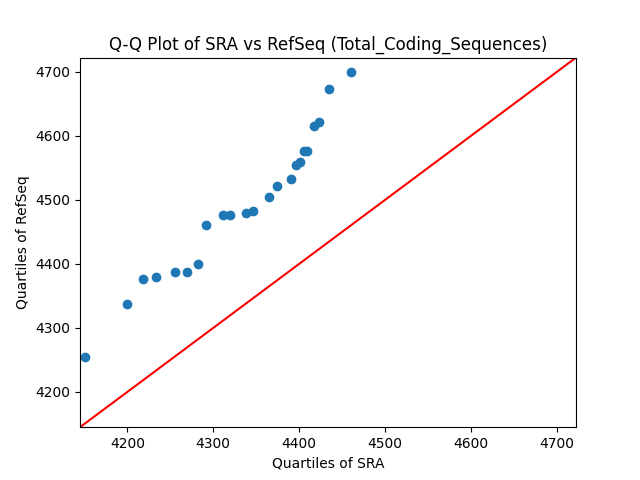 Q-Q Plot of SRA vs RefSeq (Total_Coding_Sequences)
4700
4600
4500
4400
4300
4200
Quartiles of RefSeq
4200 4300 4400 4500 4600 4700
Quartiles of SRA